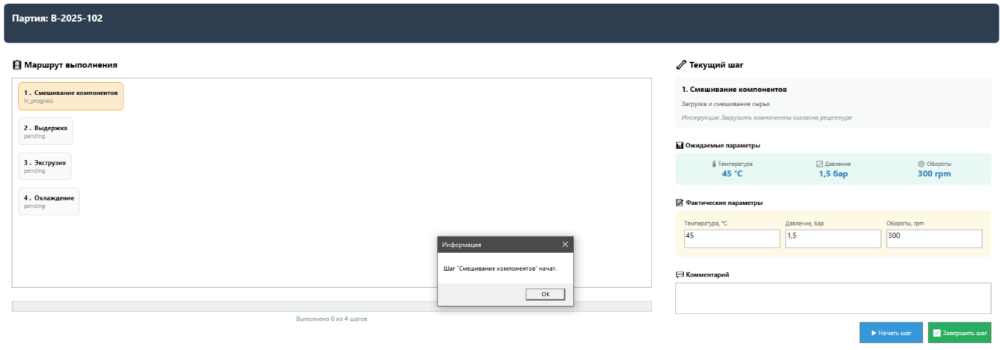 Партия: B-2025-102
Маршрут выполнения
1. Смешивание компонентов
in_progress
2. Выдержка
pending
3. Экструзия
pending
4. Охлаждение
pending
Выполнено 0 из 4 шагов
Информация
Шаг "Смешивание компонентов" начат.
ОК
Текущий шаг
1. Смешивание компонентов
Загрузка и смешивание сырья
Инструкция: Загрузить компоненты согласно рецептуре
Ожидаемые параметры
Температура Давление Обороты
45 °C 1,5 бар 300 rpm
Фактические параметры
Температура, °C Давление, бар Обороты, rpm
45 1.5 300
Комментарий
Начать шаг Завершить шаг